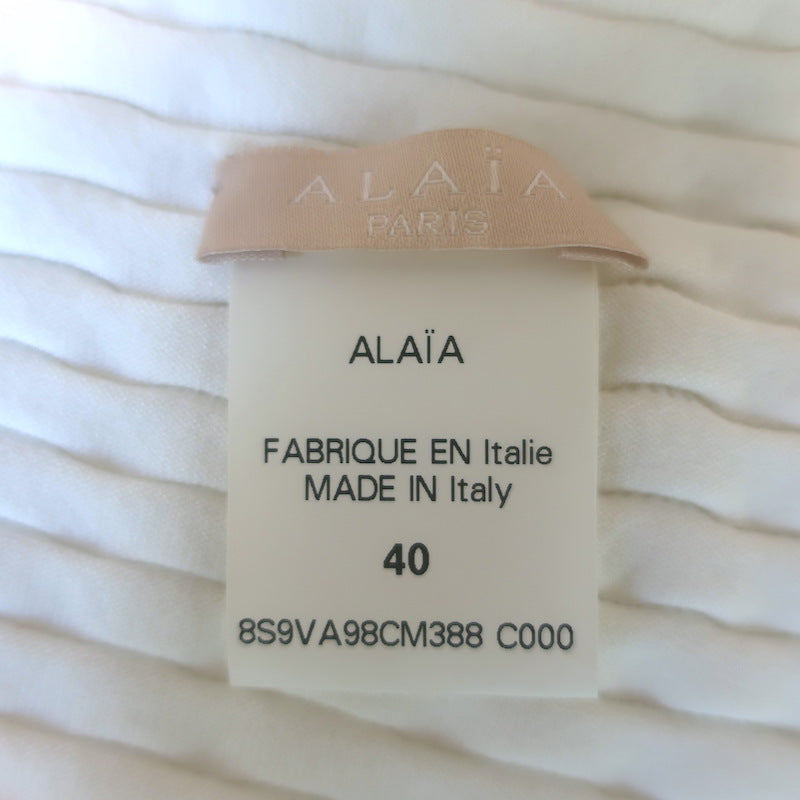 ALAÏA
PARIS
ALAÏA
FABRIQUE EN Italie
MADE IN Italy
40
8S9VA98CM388 C000